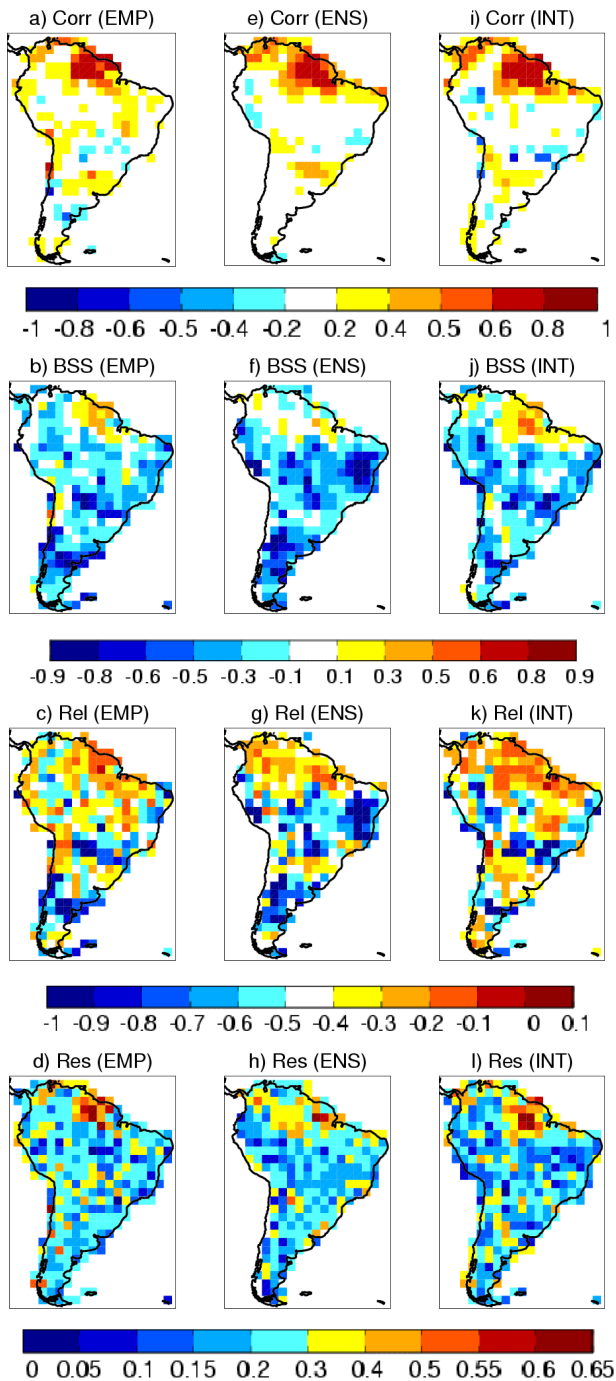 a) Corr (EMP) e) Corr (ENS) i) Corr (INT)
-1 -0.8 -0.6 -0.5 -0.4 -0.2 0.2 0.4 0.5 0.6 0.8 1
b) BSS (EMP) f) BSS (ENS) j) BSS (INT)
-0.9 -0.8 -0.6 -0.5 -0.3 -0.1 0.1 0.3 0.5 0.6 0.8 0.9
c) Rel (EMP) g) Rel (ENS) k) Rel (INT)
-1 -0.9 -0.8 -0.7 -0.6 -0.5 -0.4 -0.3 -0.2 -0.1 0 0.1
d) Res (EMP) h) Res (ENS) l) Res (INT)
0 0.05 0.1 0.15 0.2 0.3 0.4 0.5 0.55 0.6 0.65